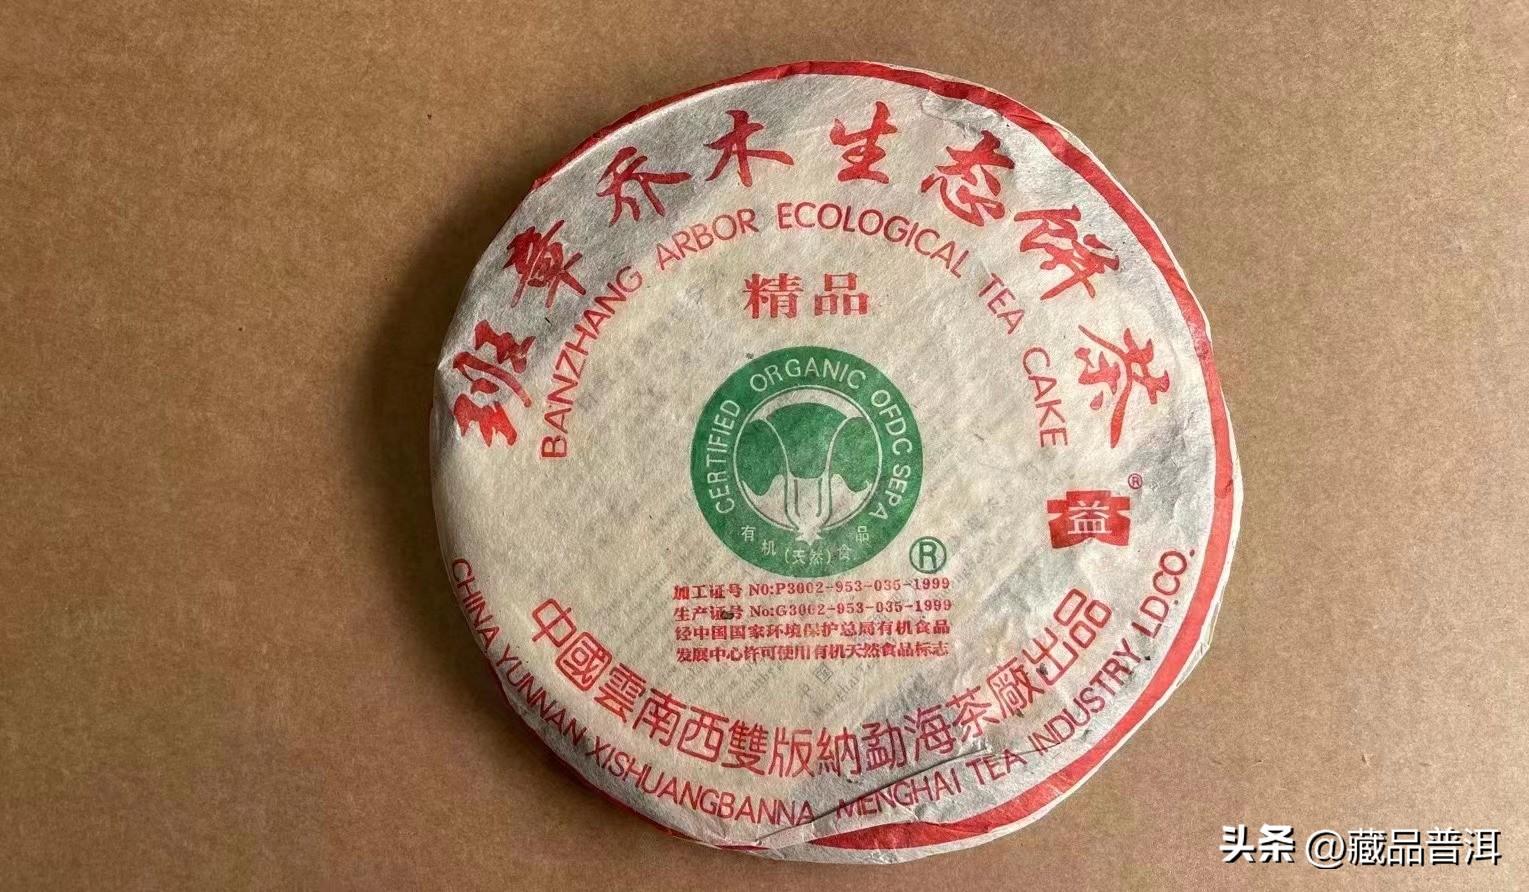 班章乔木生态饼茶
BANZHANG ARBOR ECOLOGICAL TEA CAKE
精品
CERTIFIED ORGANIC OFDC SEPA
有机(天然)食品
®
益
®
加工证号 NO:P3002-953-035-1999
生产证号 No:G3002-953-035-1999
经中国国家环境保护总局有机食品
发展中心许可使用有机天然食品标志
中國雲南西雙版納勐海茶廠出品
CHINA YUNNAN XISHUANGBANNA MENGHAI TEA INDUSTRY LD.CO.
头条 @藏品普洱